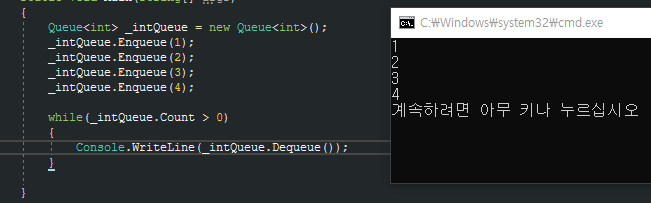 {
Queue<int> _intQueue = new Queue<int>();
_intQueue.Enqueue(1);
_intQueue.Enqueue(2);
_intQueue.Enqueue(3);
_intQueue.Enqueue(4);
while(_intQueue.Count > 0)
{
Console.WriteLine(_intQueue.Dequeue());
}
}
C:₩Windows₩system32₩cmd.exe
1
2
3
4
계속하려면 아무 키나 누르십시오